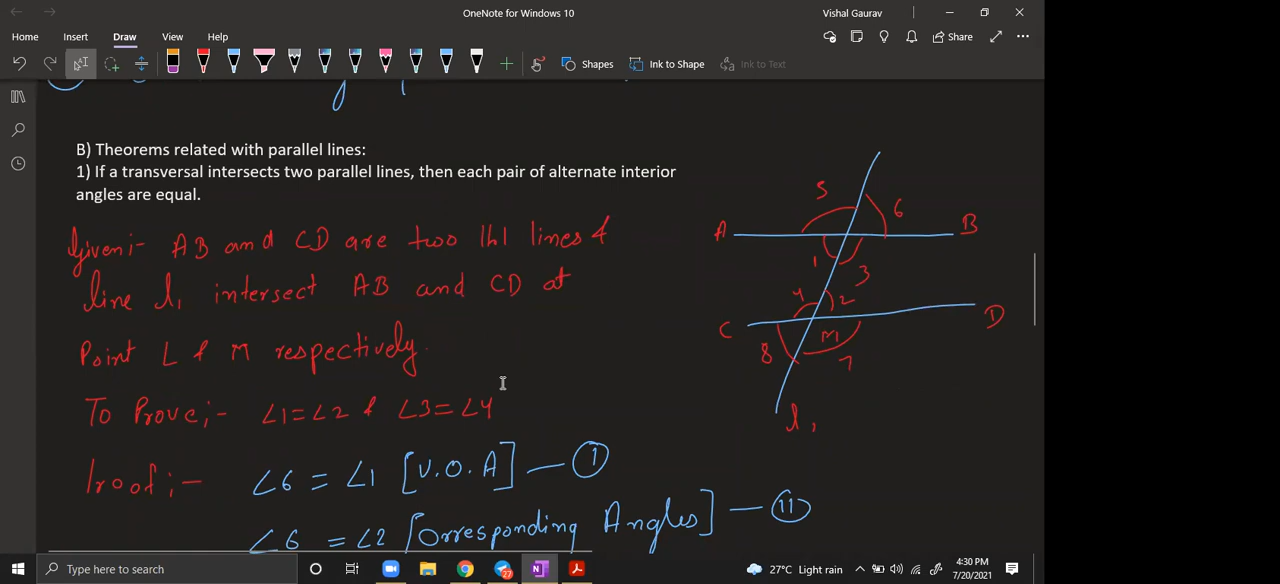 OneNote for Windows 10
Vishal Gaurav
Home Insert Draw View Help
Share
Shapes Ink to Shape Ink to Text
B) Theorems related with parallel lines:
1) If a transversal intersects two parallel lines, then each pair of alternate interior
angles are equal.
Given:- AB and CD are two lhl lines &
line l1 intersect AB and CD at
Point L & M respectively.
To Prove:- ∠1=∠2 & ∠3=∠4
Proof:- ∠6 = ∠1 [V.O.A] — (1)
∠6 = ∠2 [Corresponding Angles] — (11)
5
6
A B
1
3
4 2
C D
M
8 7
l1
Type here to search
27
27°C Light rain
4:30 PM
7/20/2021